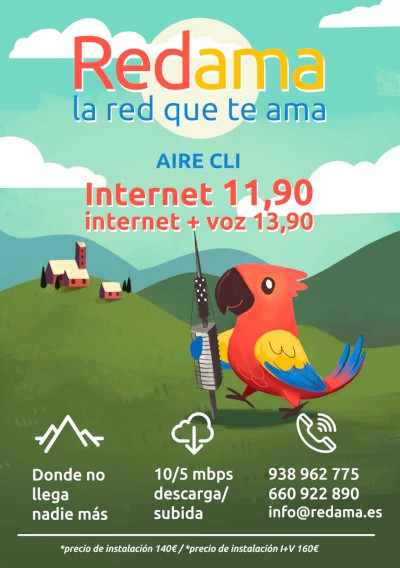 Redama
la red que te ama
AIRE CLI
Internet 11,90
internet + voz 13,90
Donde no
llega
nadie más
10/5 mbps
descarga/
subida
938 962 775
660 922 890
info@redama.es
*precio de instalación 140€ / *precio de instalación I+V 160€